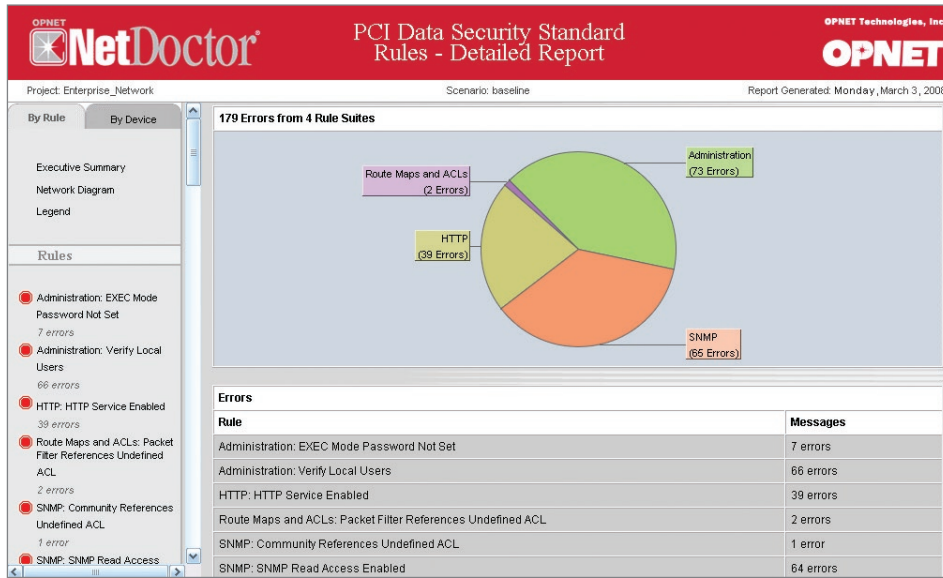 OPNET
NetDoctor
PCI Data Security Standard
Rules - Detailed Report
OPNET Technologies, Inc
OPNET
Project: Enterprise_Network
Scenario: baseline
Report Generated: Monday, March 3, 2008
By Rule
By Device
Executive Summary
Network Diagram
Legend
Rules
Administration: EXEC Mode
Password Not Set
7 errors
Administration: Verify Local
Users
66 errors
HTTP: HTTP Service Enabled
39 errors
Route Maps and ACLs: Packet
Filter References Undefined
ACL
2 errors
SNMP: Community References
Undefined ACL
1 error
SNMP: SNMP Read Access
179 Errors from 4 Rule Suites
Route Maps and ACLs
(2 Errors)
Administration
(73 Errors)
HTTP
(39 Errors)
SNMP
(65 Errors)
Errors
Rule
Messages
Administration: EXEC Mode Password Not Set
7 errors
Administration: Verify Local Users
66 errors
HTTP: HTTP Service Enabled
39 errors
Route Maps and ACLs: Packet Filter References Undefined ACL
2 errors
SNMP: Community References Undefined ACL
1 error
SNMP: SNMP Read Access Enabled
64 errors